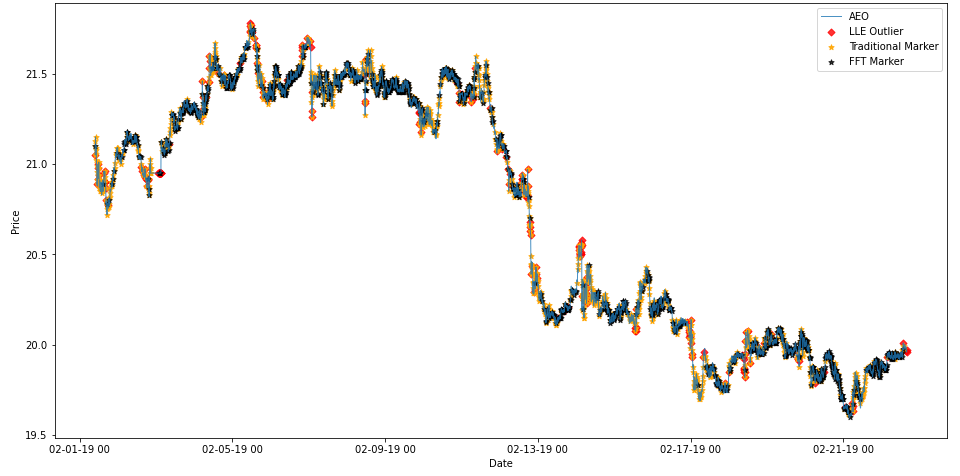 AEO
LLE Outlier
Traditional Marker
FFT Marker
21.5
21.0
20.5
20.0
19.5
Price
02-01-19 00
02-05-19 00
02-09-19 00
02-13-19 00
02-17-19 00
02-21-19 00
Date